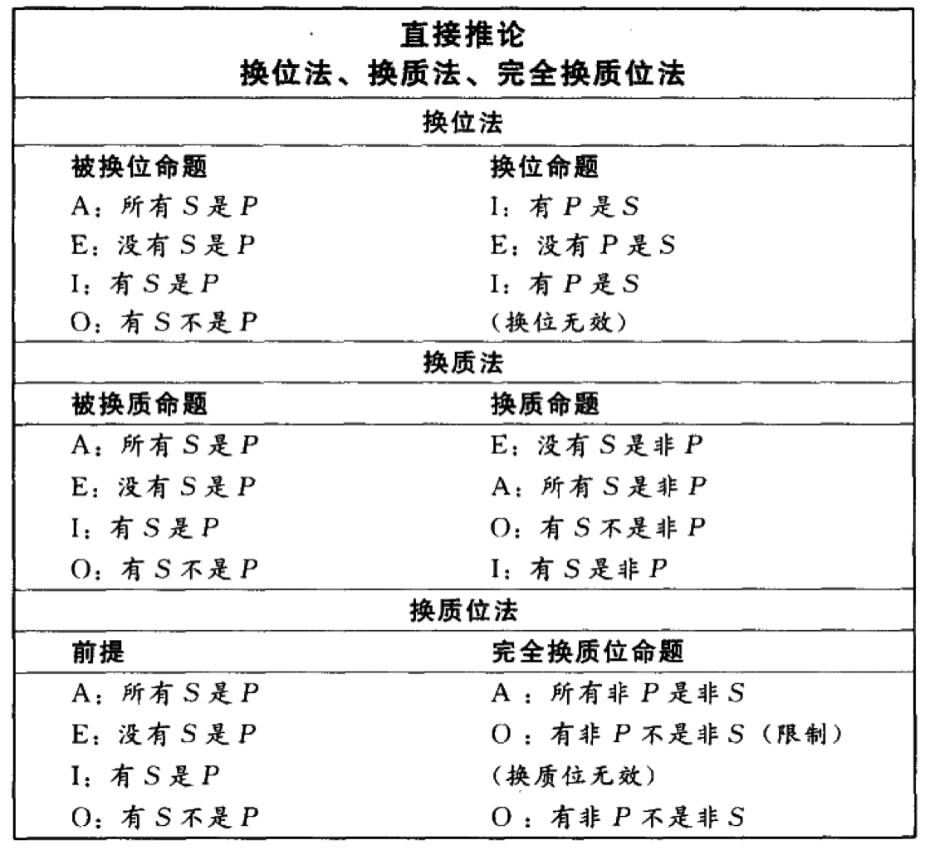 直接推论
换位法、换质法、完全换质位法
换位法
被换位命题 换位命题
A：所有 S 是 P I：有 P 是 S
E：没有 S 是 P E：没有 P 是 S
I：有 S 是 P I：有 P 是 S
O：有 S 不是 P （换位无效）
换质法
被换质命题 换质命题
A：所有 S 是 P E：没有 S 是非 P
E：没有 S 是 P A：所有 S 是非 P
I：有 S 是 P O：有 S 不是非 P
O：有 S 不是 P I：有 S 是非 P
换质位法
前提 完全换质位命题
A：所有 S 是 P A：所有非 P 是非 S
E：没有 S 是 P O：有非 P 不是非 S（限制）
I：有 S 是 P （换质位无效）
O：有 S 不是 P O：有非 P 不是非 S